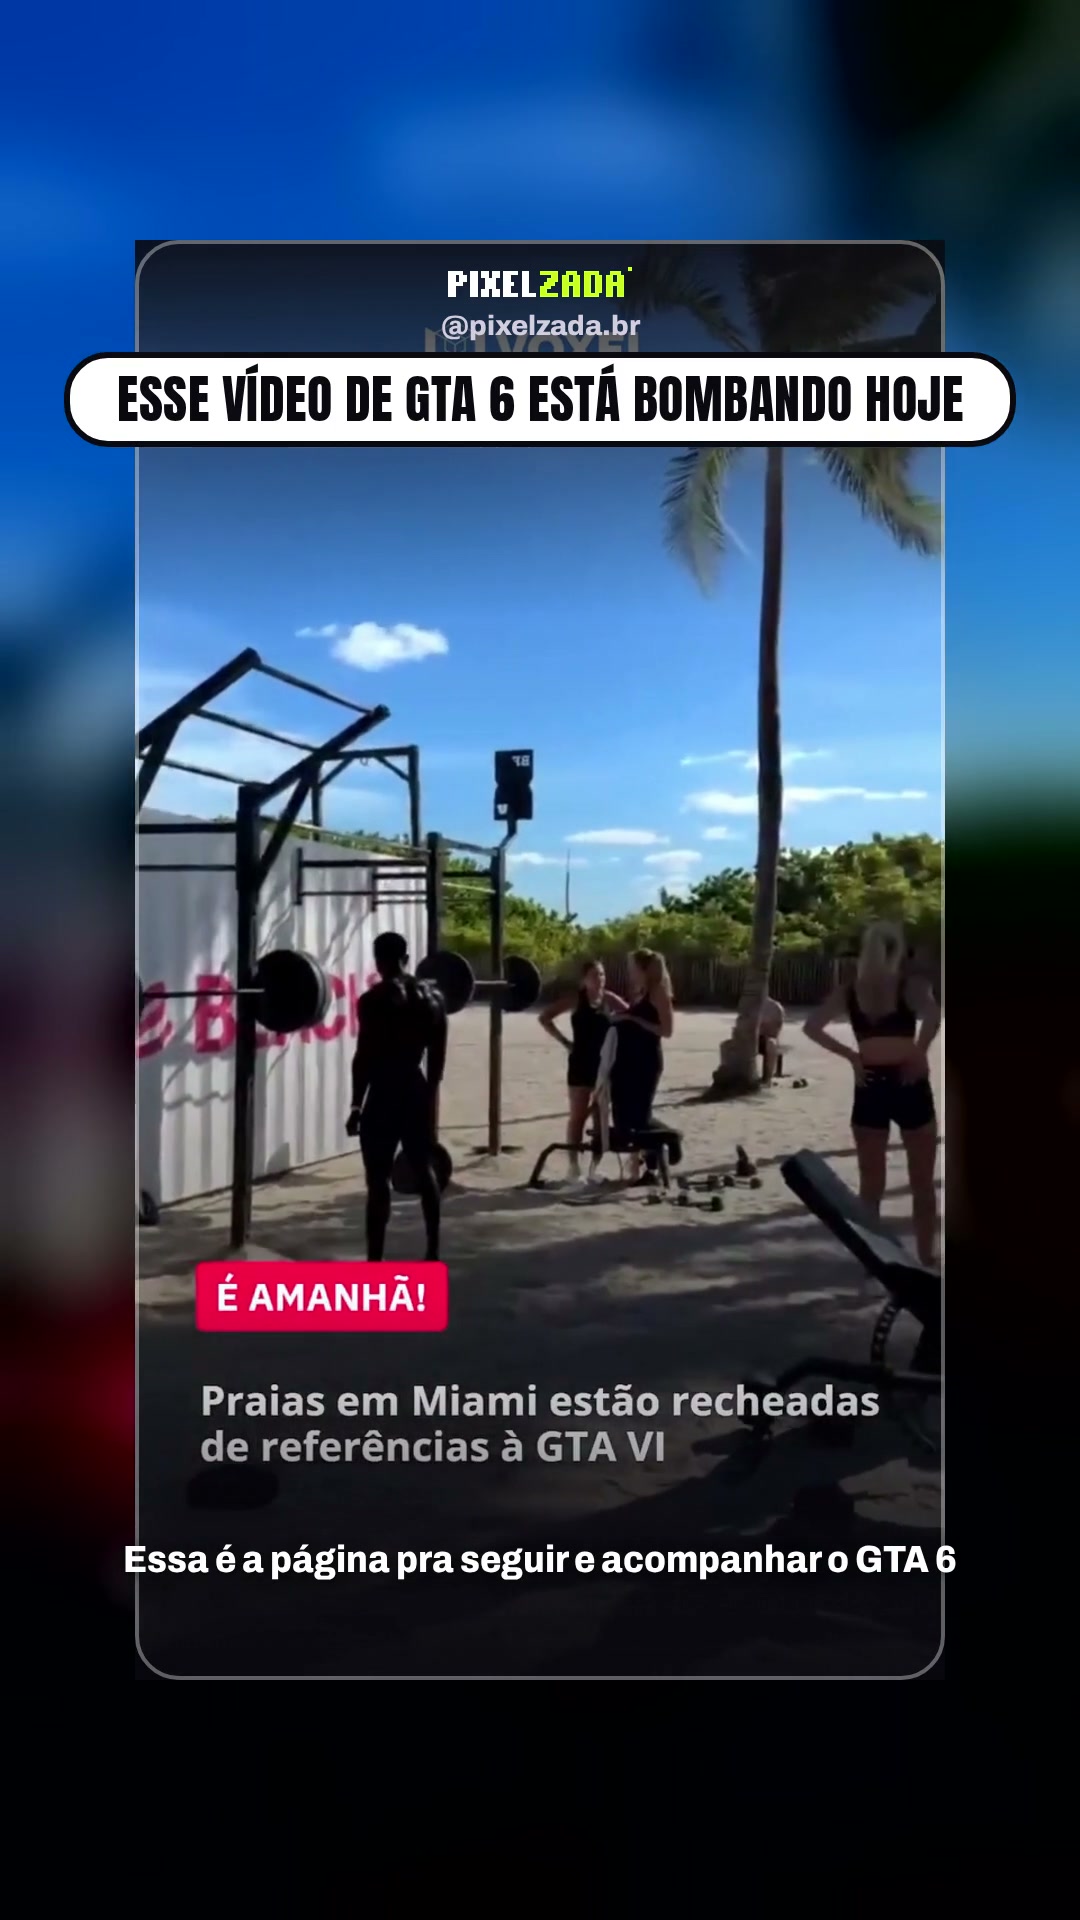 PIXELZADA
@pixelzada.br
VOXEL
ESSE VÍDEO DE GTA 6 ESTÁ BOMBANDO HOJE
É AMANHÃ!
Praias em Miami estão recheadas
de referências à GTA VI
Essa é a página pra seguir e acompanhar o GTA 6